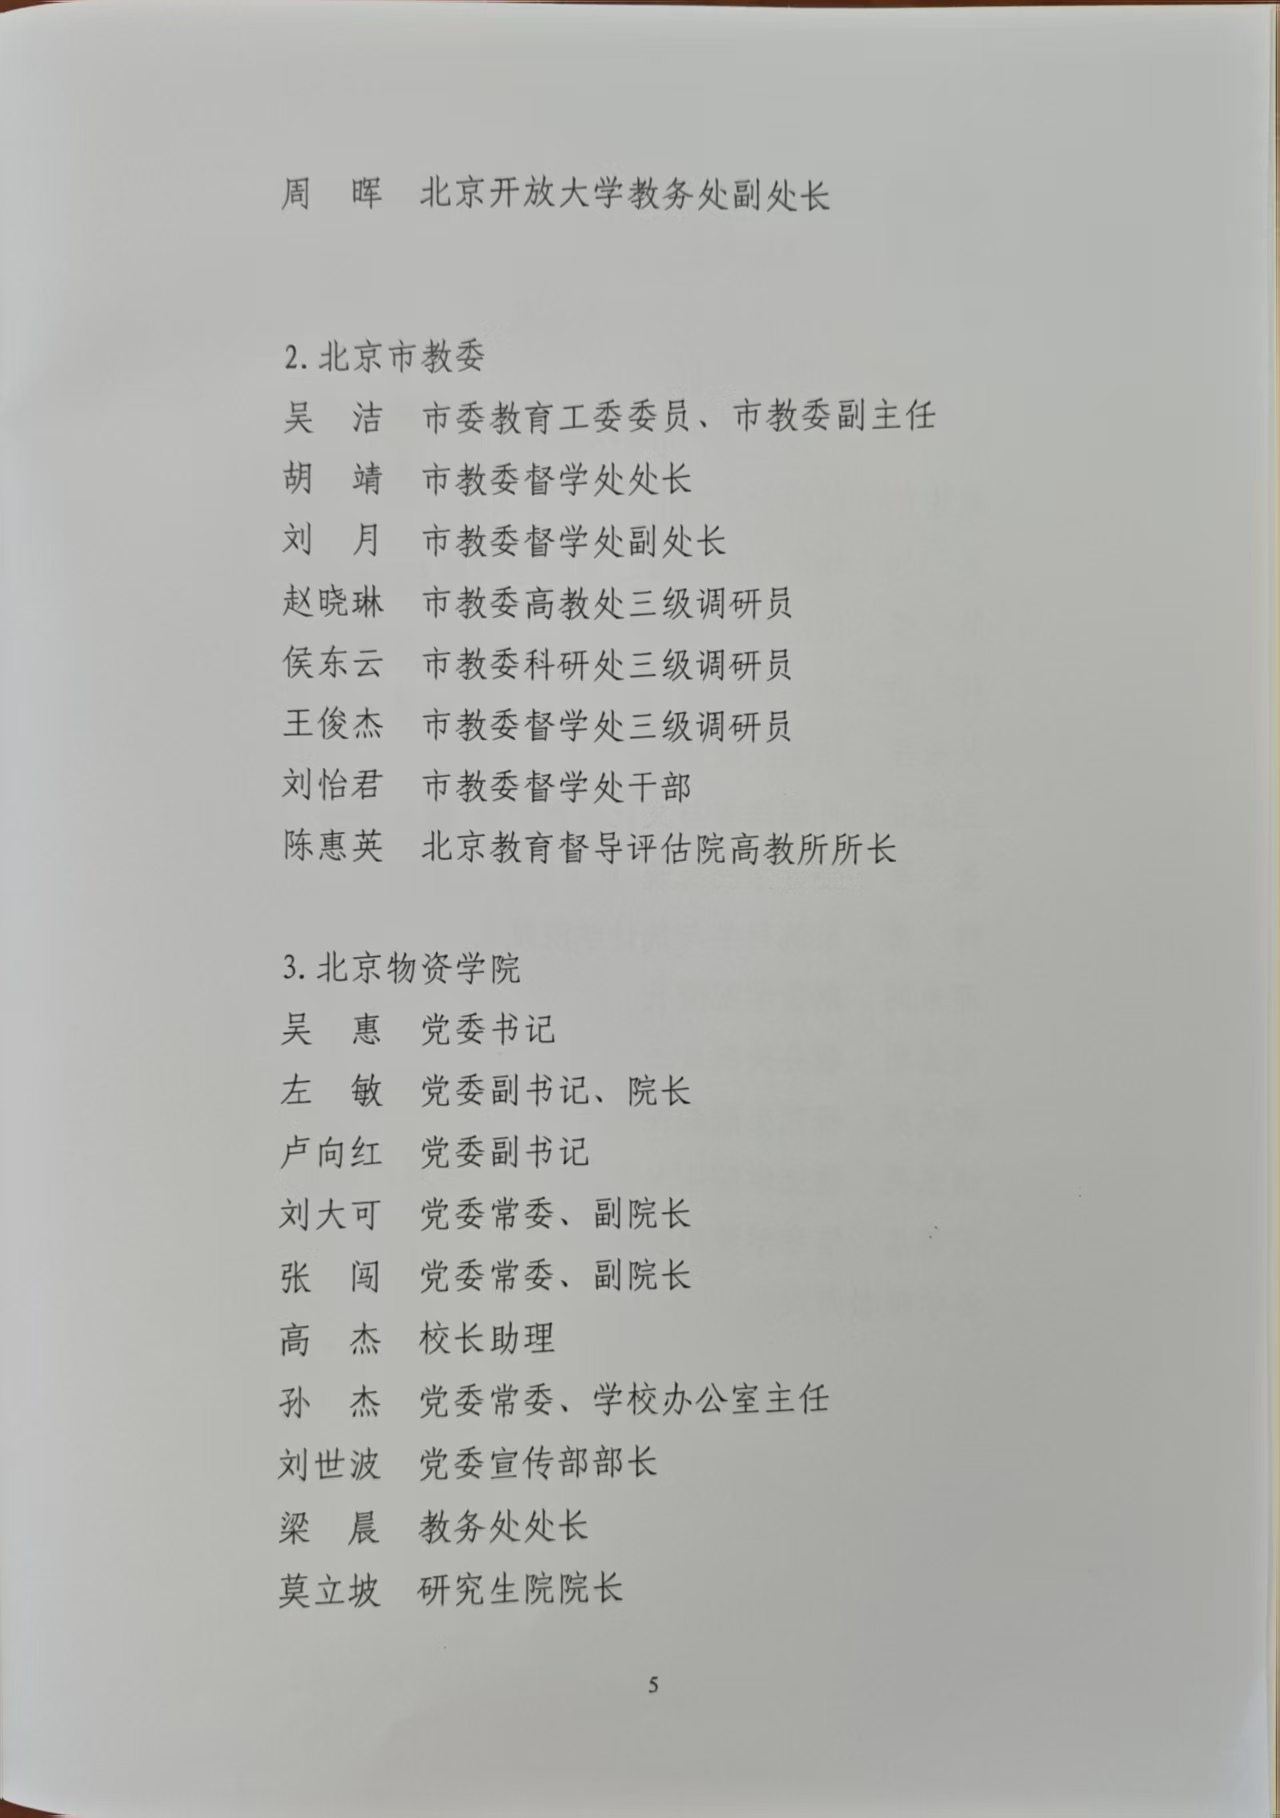 周　晖　北京开放大学教务处副处长
2.北京市教委
吴　洁　市委教育工委委员、市教委副主任
胡　靖　市教委督学处处长
刘　月　市教委督学处副处长
赵晓琳　市教委高教处三级调研员
侯东云　市教委科研处三级调研员
王俊杰　市教委督学处三级调研员
刘怡君　市教委督学处干部
陈惠英　北京教育督导评估院高教所所长
3.北京物资学院
吴　惠　党委书记
左　敏　党委副书记、院长
卢向红　党委副书记
刘大可　党委常委、副院长
张　闯　党委常委、副院长
高　杰　校长助理
孙　杰　党委常委、学校办公室主任
刘世波　党委宣传部部长
梁　晨　教务处处长
莫立坡　研究生院院长
5